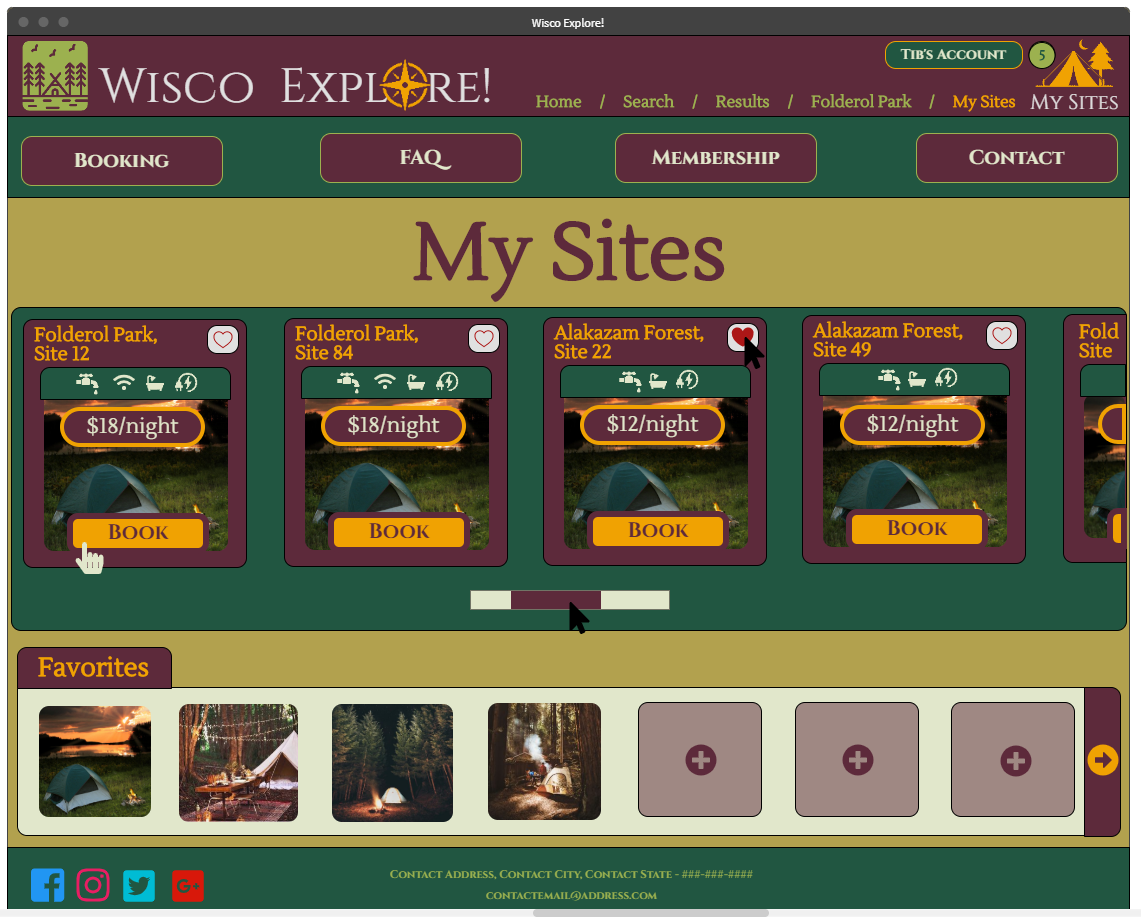 Wisco Explore!
Tib's Account
5
Wisco Explore!
Home / Search / Results / Folderol Park / My Sites
My Sites
Booking
FAQ
Membership
Contact
My Sites
Folderol Park,
Site 12
$18/night
Book
Folderol Park,
Site 84
$18/night
Book
Alakazam Forest,
Site 22
$12/night
Book
Alakazam Forest,
Site 49
$12/night
Book
Fold
Site
Favorites
Contact Address, Contact City, Contact State - ###-###-####
contactemail@address.com
G+